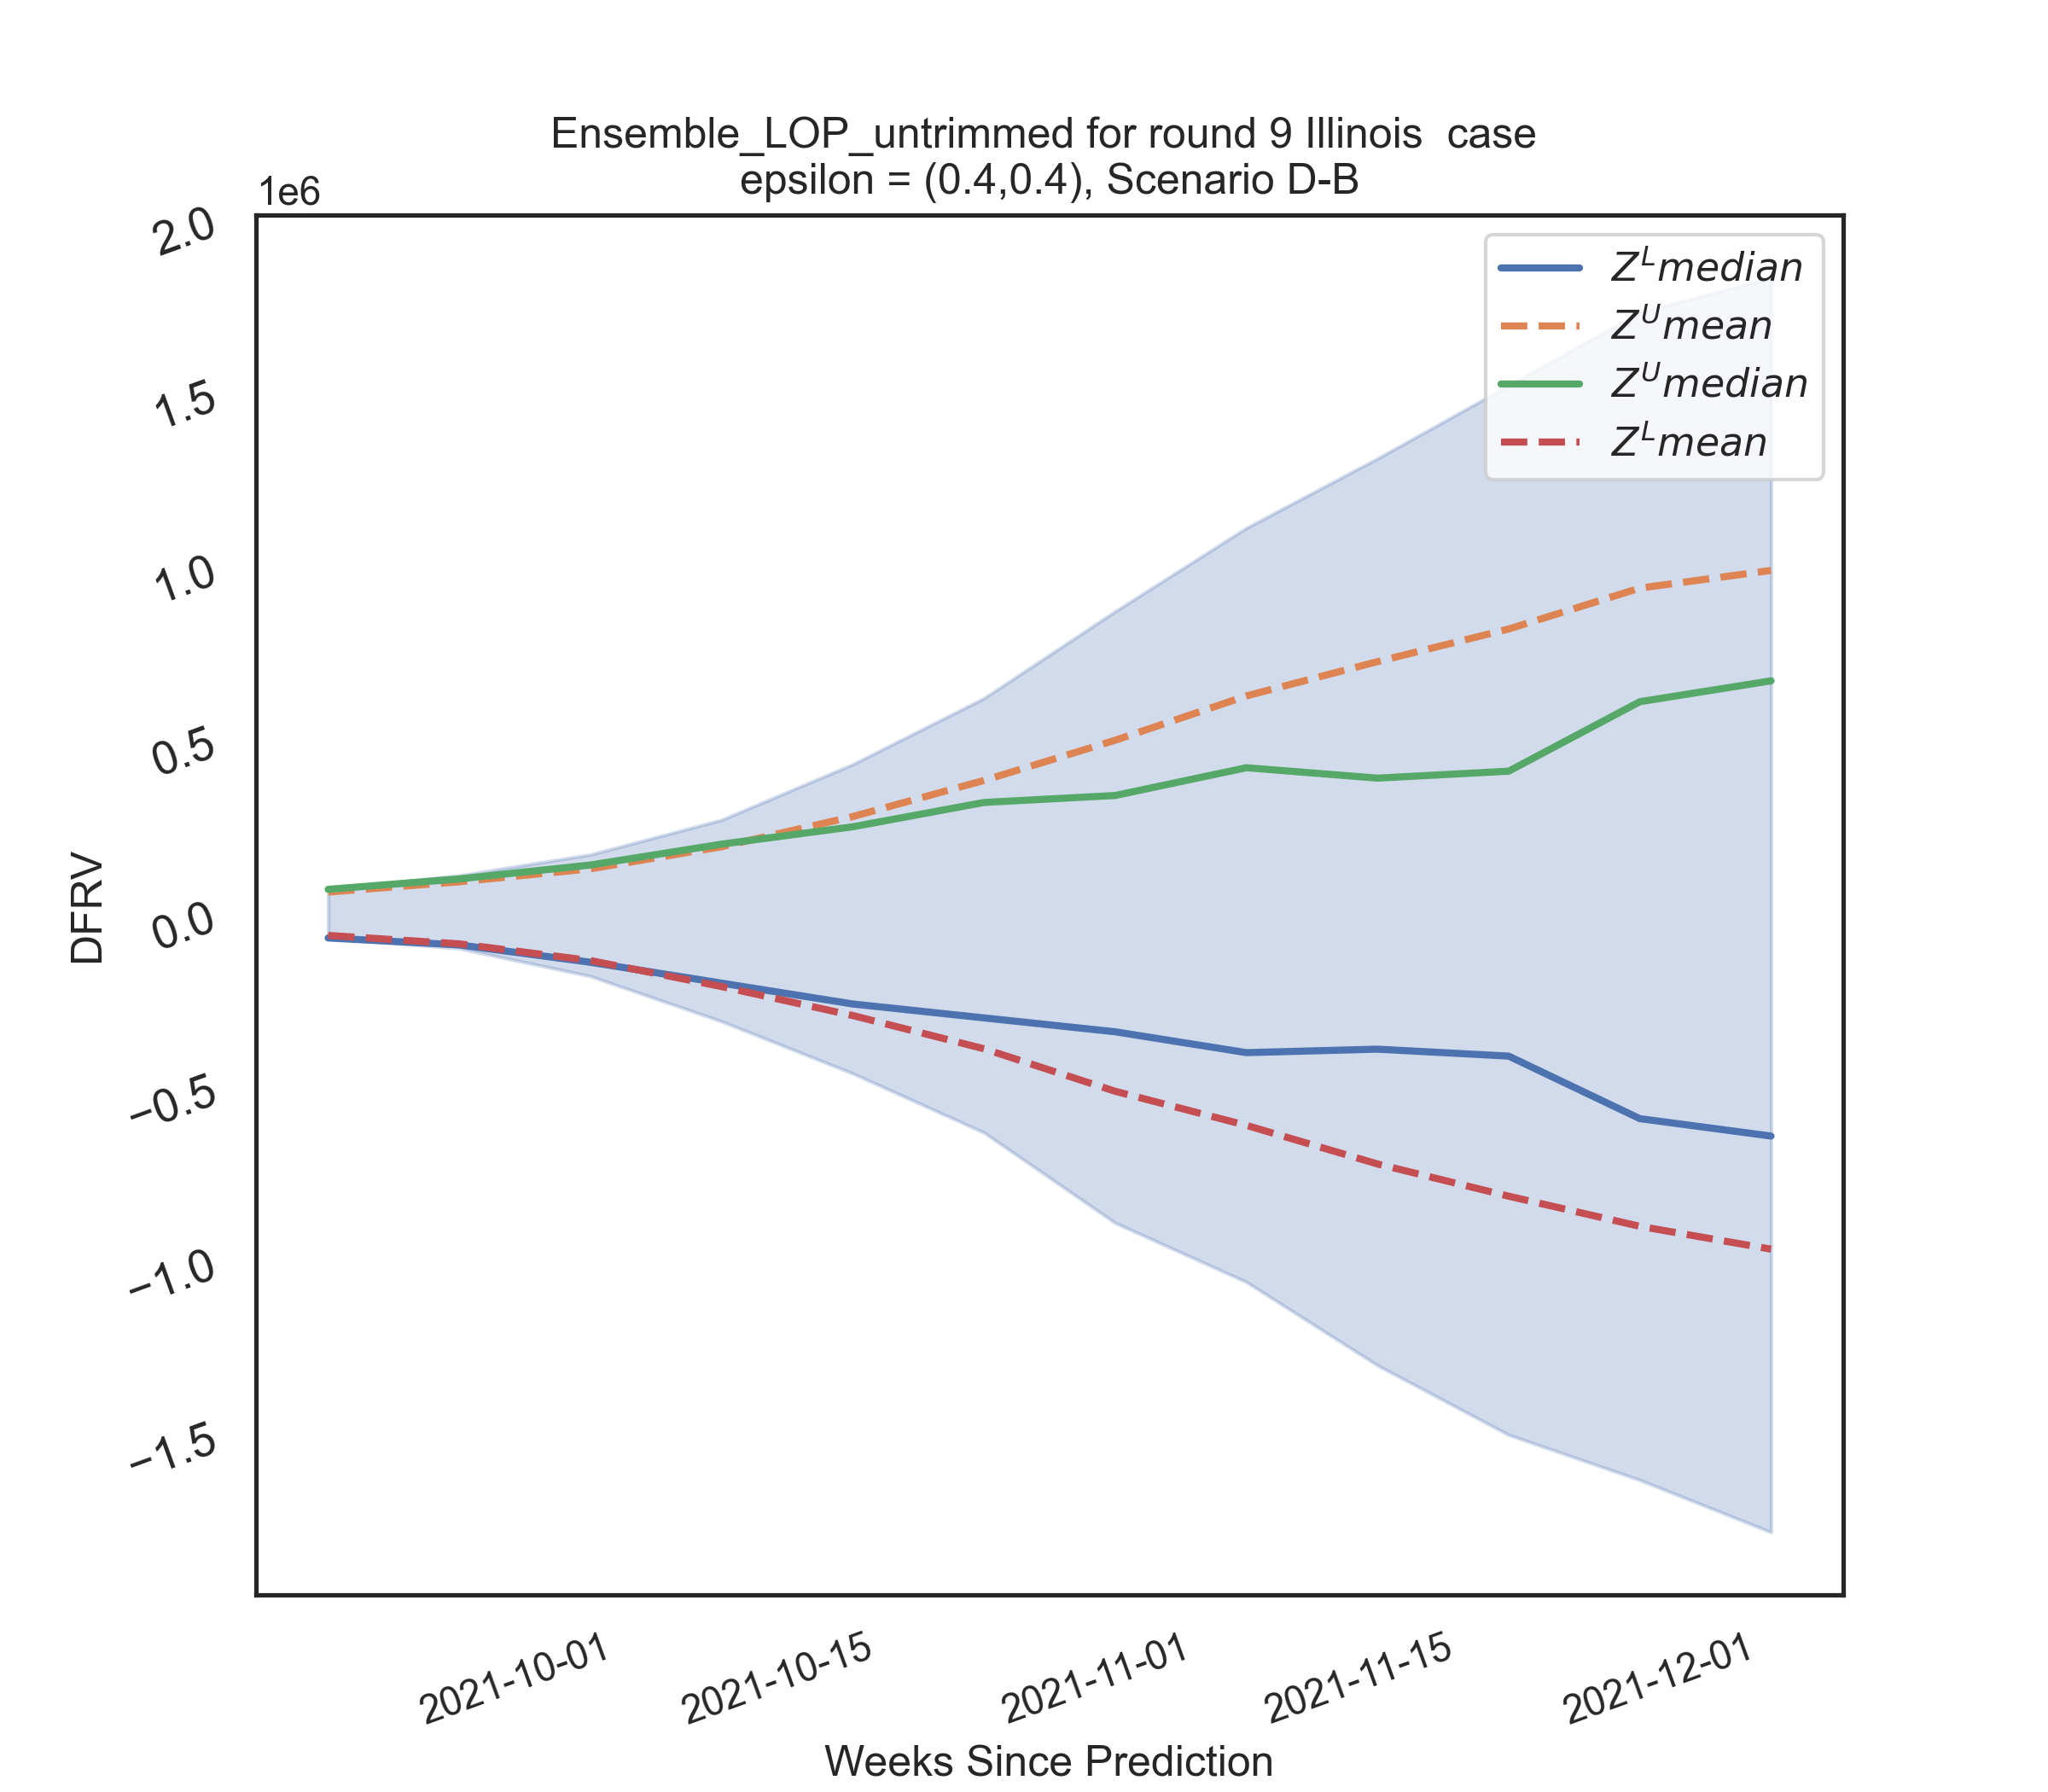 Ensemble_LOP_untrimmed for round 9 Illinois  case
epsilon = (0.4,0.4), Scenario D-B
1e6
2.0
1.5
1.0
0.5
0.0
−0.5
−1.0
−1.5
DFRV
Z^L median
Z^U mean
Z^U median
Z^L mean
2021-10-01
2021-10-15
2021-11-01
2021-11-15
2021-12-01
Weeks Since Prediction